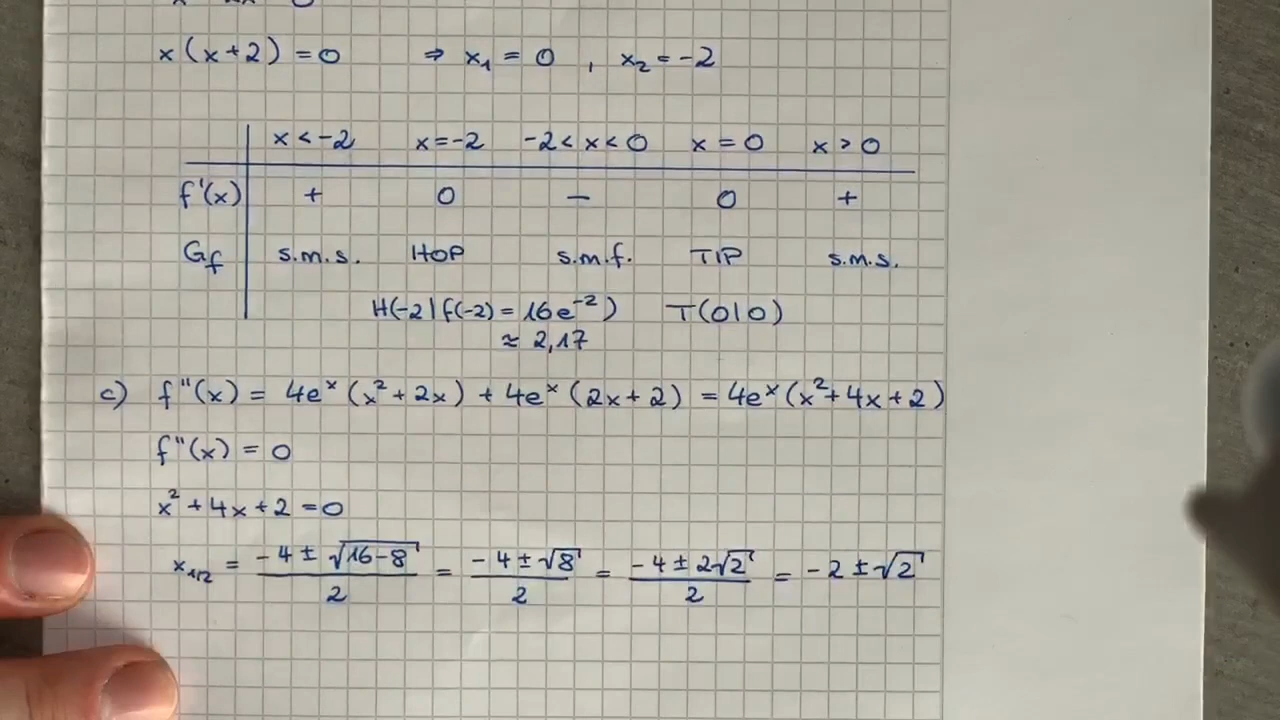 x(x+2) = 0 ⇒ x₁ = 0 , x₂ = -2
x < -2 x = -2 -2 < x < 0 x = 0 x > 0
f'(x) + 0 − 0 +
G_f s.m.s. HOP s.m.f. TIP s.m.s.
H(-2|f(-2) = 16e⁻²) T(0|0)
≈ 2,17
c) f''(x) = 4eˣ(x²+2x) + 4eˣ(2x+2) = 4eˣ(x²+4x+2)
f''(x) = 0
x²+4x+2 = 0
x_1/2 = (-4 ± √(16-8))/2 = (-4 ± √8)/2 = (-4 ± 2√2)/2 = -2 ± √2